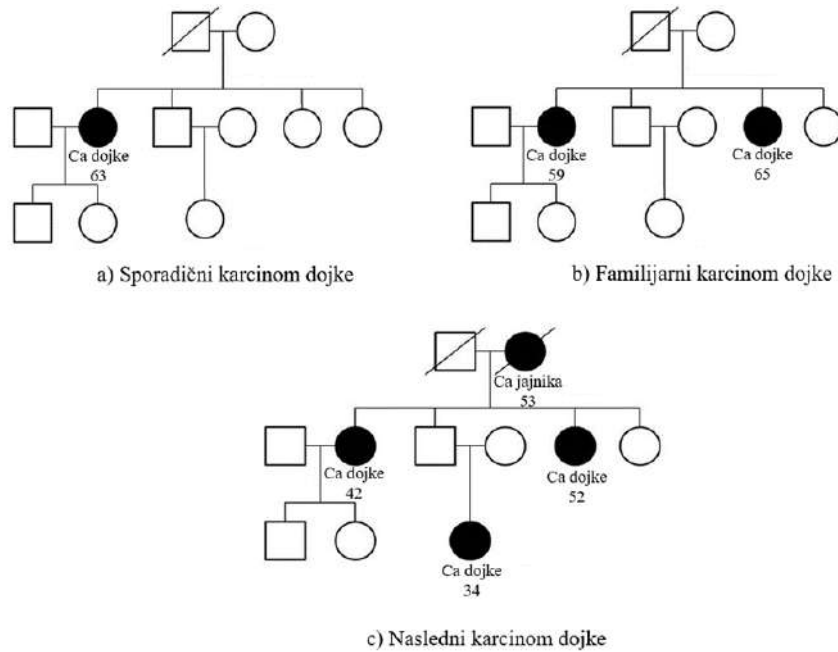 Ca dojke
63
a) Sporadični karcinom dojke
Ca dojke
59
Ca dojke
65
b) Familijarni karcinom dojke
Ca jajnika
53
Ca dojke
42
Ca dojke
52
Ca dojke
34
c) Nasledni karcinom dojke